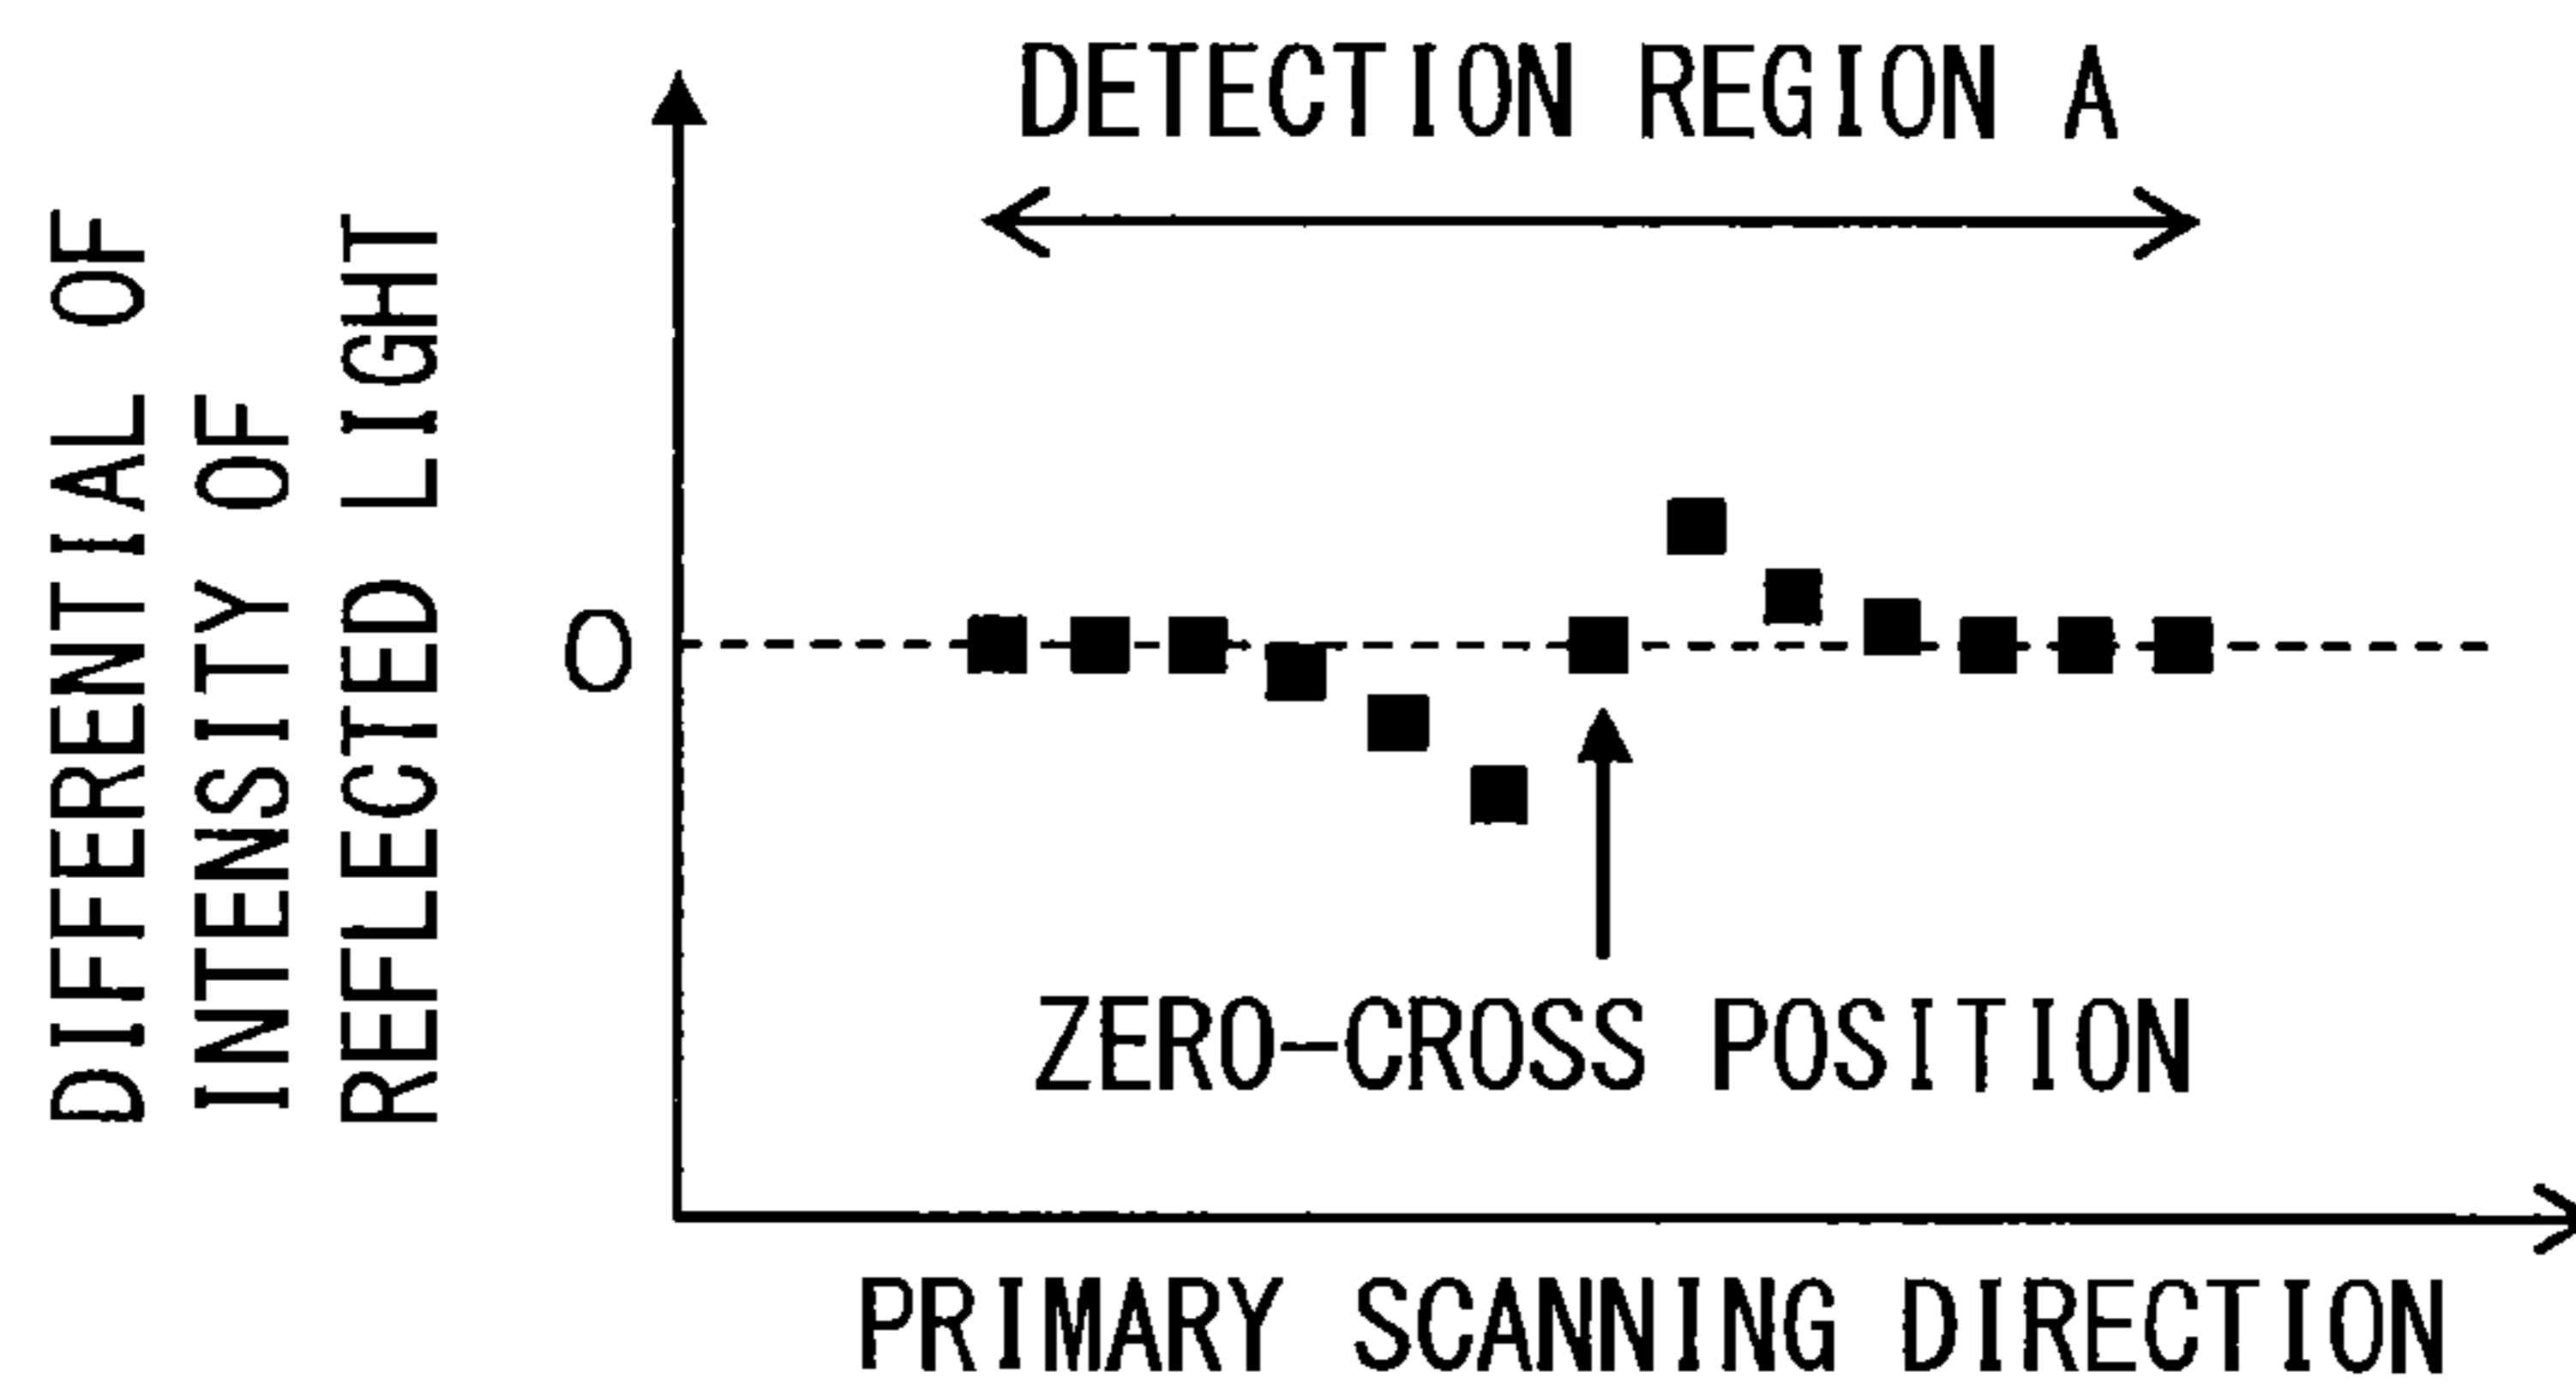 DETECTION REGION A
DIFFERENTIAL OF
INTENSITY OF
REFLECTED LIGHT
0
ZERO-CROSS POSITION
PRIMARY SCANNING DIRECTION